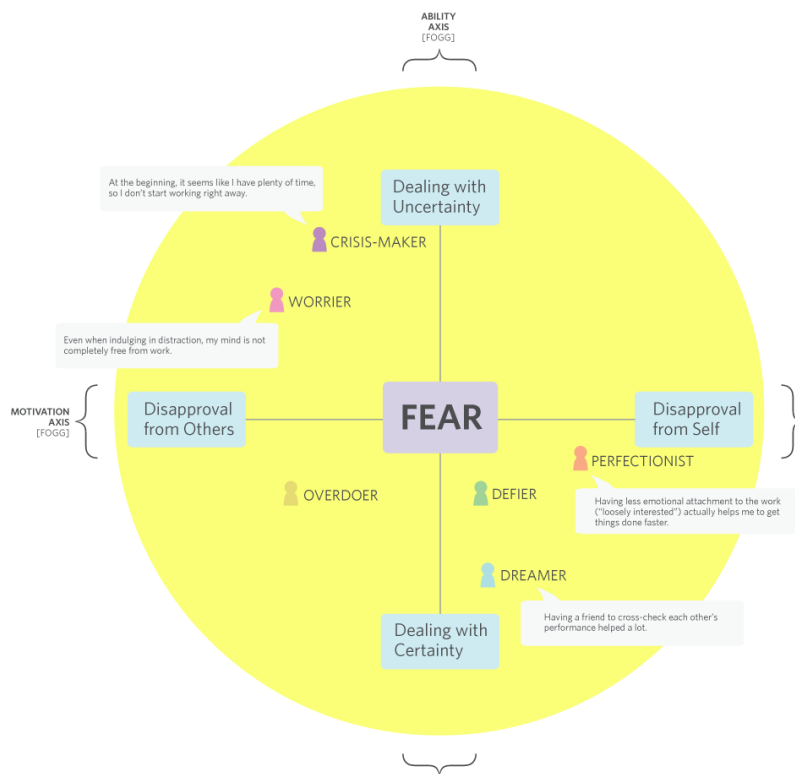 ABILITY
AXIS
[FOGG]
At the beginning, it seems like I have plenty of time,
so I don't start working right away.
Dealing with
Uncertainty
CRISIS-MAKER
WORRIER
Even when indulging in distraction, my mind is not
completely free from work.
MOTIVATION
AXIS
[FOGG]
Disapproval
from Others
FEAR
Disapproval
from Self
PERFECTIONIST
OVERDOER
DEFIER
Having less emotional attachment to the work
("loosely interested") actually helps me to get
things done faster.
DREAMER
Having a friend to cross-check each other's
performance helped a lot.
Dealing with
Certainty